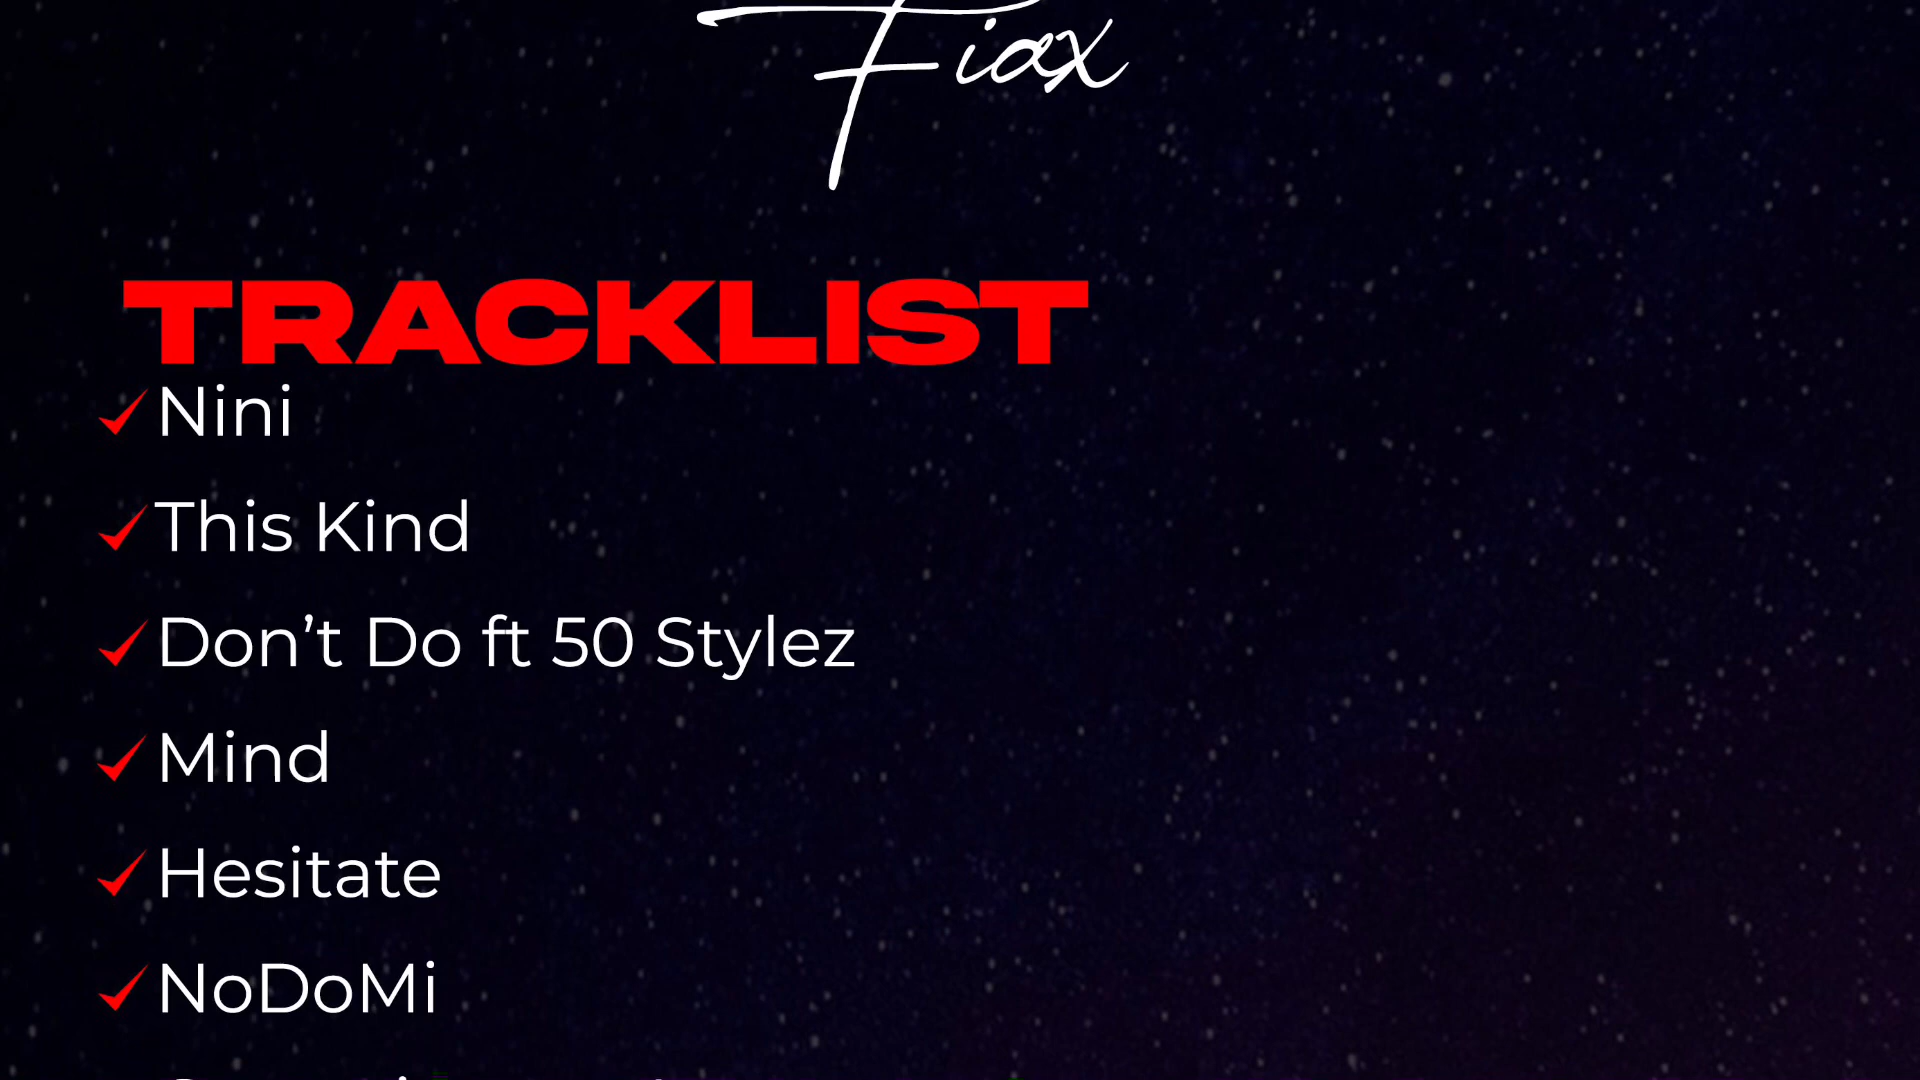 Fiax
TRACKLIST
Nini
This Kind
Don’t Do ft 50 Stylez
Mind
Hesitate
NoDoMi